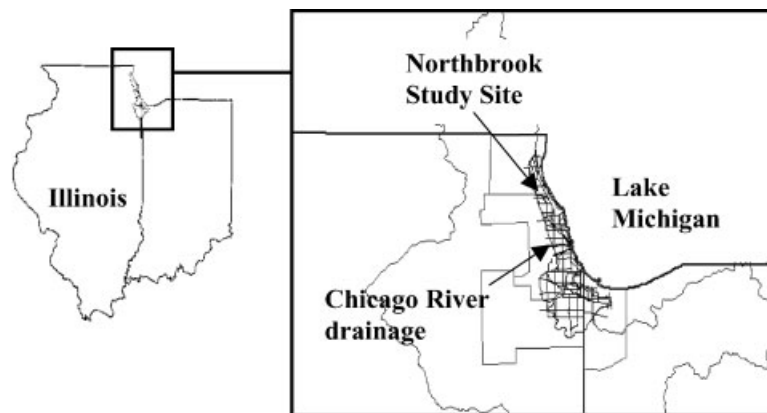 Northbrook
Study Site
Illinois
Lake
Michigan
Chicago River
drainage